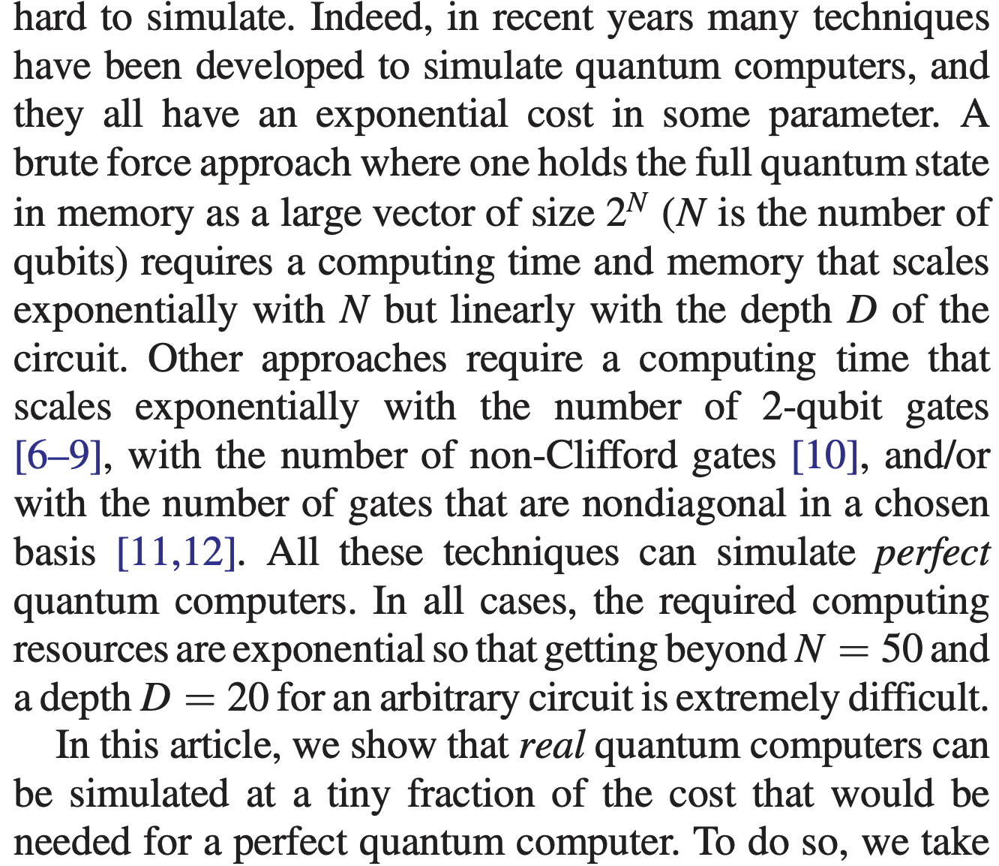 hard to simulate. Indeed, in recent years many techniques
have been developed to simulate quantum computers, and
they all have an exponential cost in some parameter. A
brute force approach where one holds the full quantum state
in memory as a large vector of size 2^N (N is the number of
qubits) requires a computing time and memory that scales
exponentially with N but linearly with the depth D of the
circuit. Other approaches require a computing time that
scales exponentially with the number of 2-qubit gates
[6–9], with the number of non-Clifford gates [10], and/or
with the number of gates that are nondiagonal in a chosen
basis [11,12]. All these techniques can simulate perfect
quantum computers. In all cases, the required computing
resources are exponential so that getting beyond N = 50 and
a depth D = 20 for an arbitrary circuit is extremely difficult.
In this article, we show that real quantum computers can
be simulated at a tiny fraction of the cost that would be
needed for a perfect quantum computer. To do so, we take